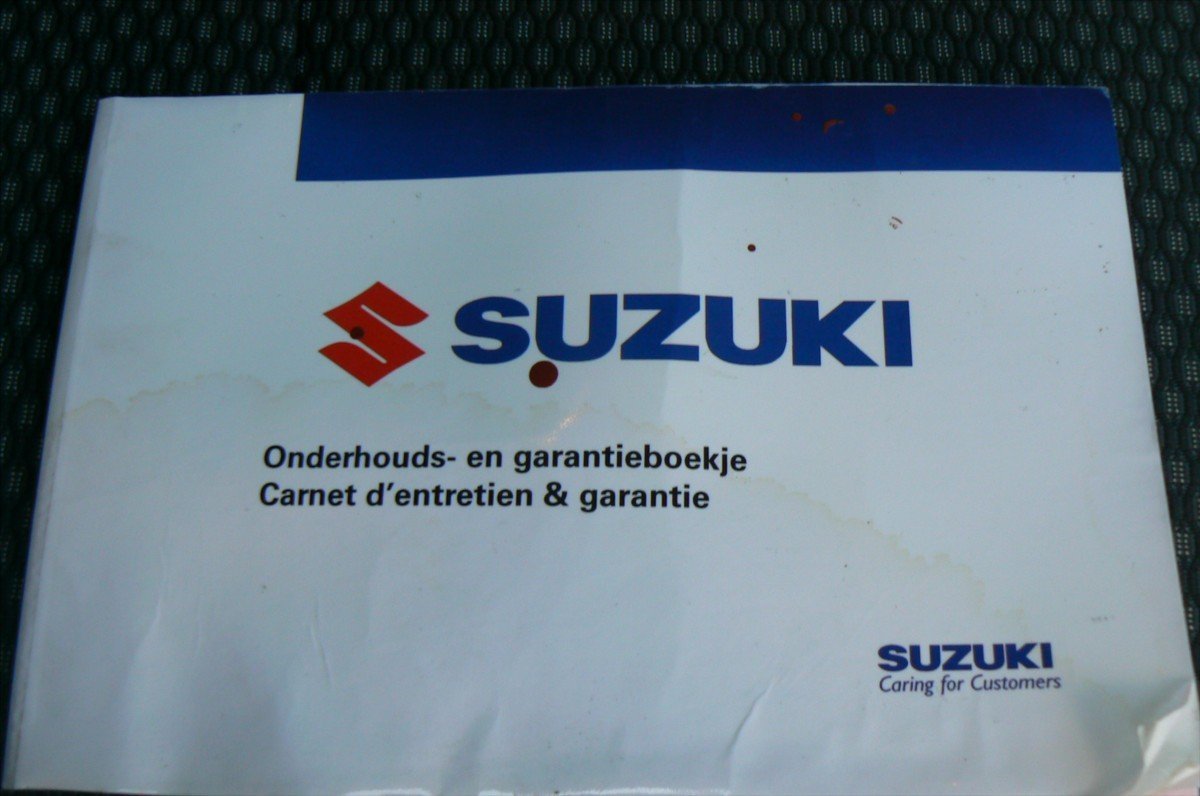 SUZUKI
Onderhouds- en garantieboekje
Carnet d'entretien & garantie
SUZUKI
Caring for Customers